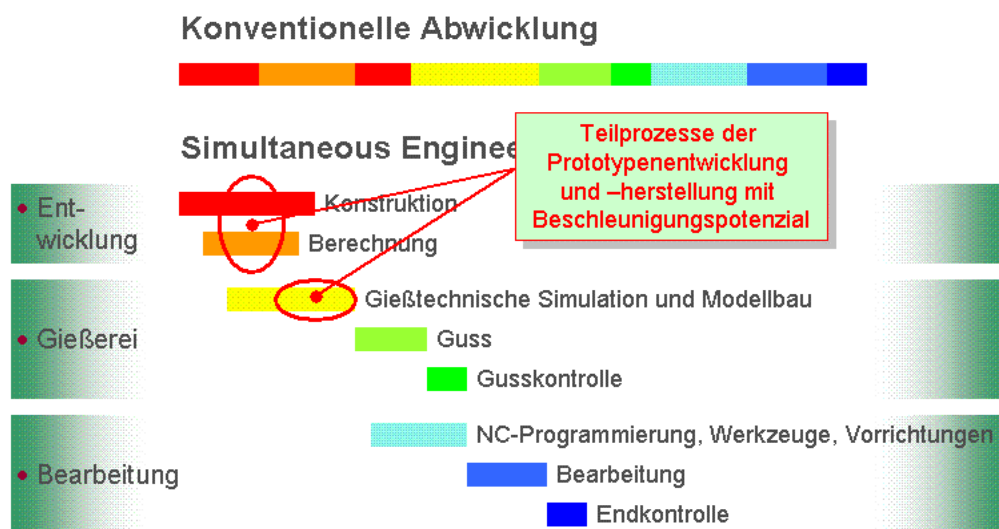 Konventionelle Abwicklung
Simultaneous Enginee
Teilprozesse der
Prototypenentwicklung
und –herstellung mit
Beschleunigungspotenzial
• Ent-
wicklung
Konstruktion
Berechnung
Gießtechnische Simulation und Modellbau
• Gießerei
Guss
Gusskontrolle
NC-Programmierung, Werkzeuge, Vorrichtungen
• Bearbeitung
Bearbeitung
Endkontrolle